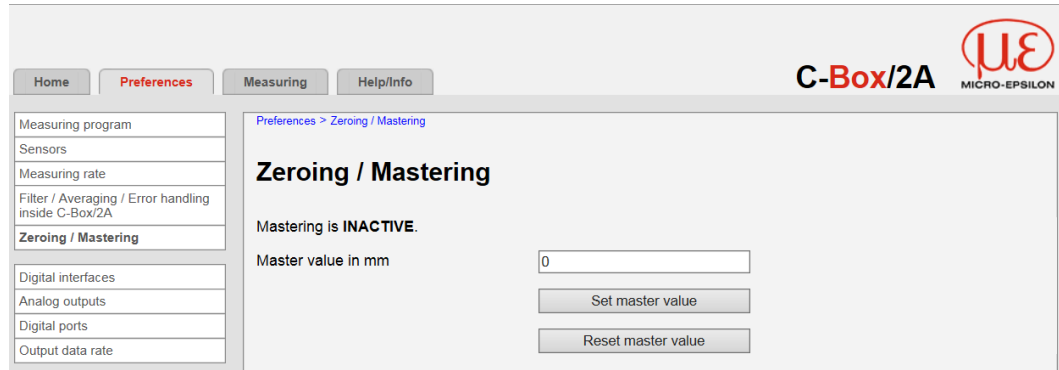 Home
Preferences
Measuring
Help/Info
C-Box/2A
με
MICRO-EPSILON
Measuring program
Sensors
Measuring rate
Filter / Averaging / Error handling
inside C-Box/2A
Zeroing / Mastering
Digital interfaces
Analog outputs
Digital ports
Output data rate
Preferences > Zeroing / Mastering
Zeroing / Mastering
Mastering is INACTIVE.
Master value in mm
0
Set master value
Reset master value